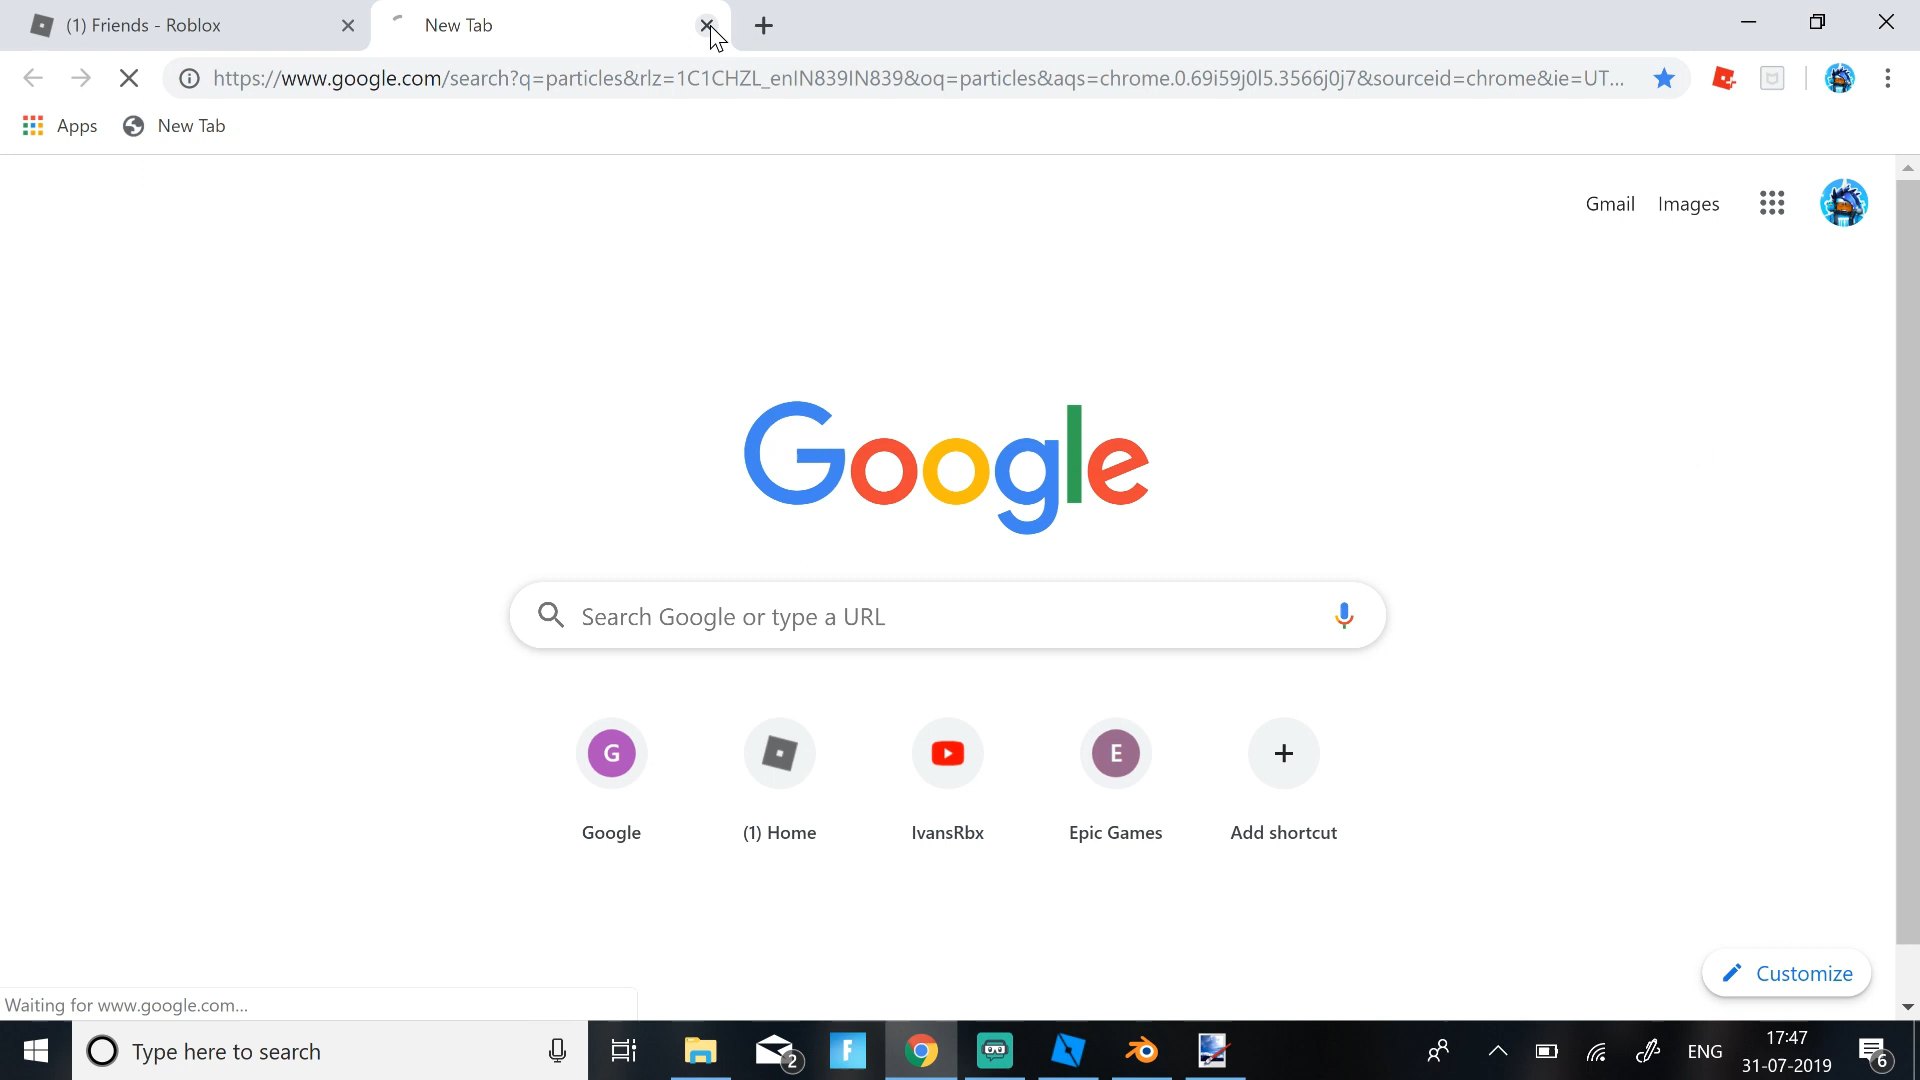 (1) Friends - Roblox
New Tab
https://www.google.com/search?q=particles&rlz=1C1CHZL_enIN839IN839&oq=particles&aqs=chrome.0.69i59j0l5.3566j0j7&sourceid=chrome&ie=UT...
Apps
New Tab
Gmail
Images
Google
Search Google or type a URL
G
E
Google
(1) Home
IvansRbx
Epic Games
Add shortcut
Customize
Waiting for www.google.com...
Type here to search
2
F
ENG
17:47
31-07-2019
6